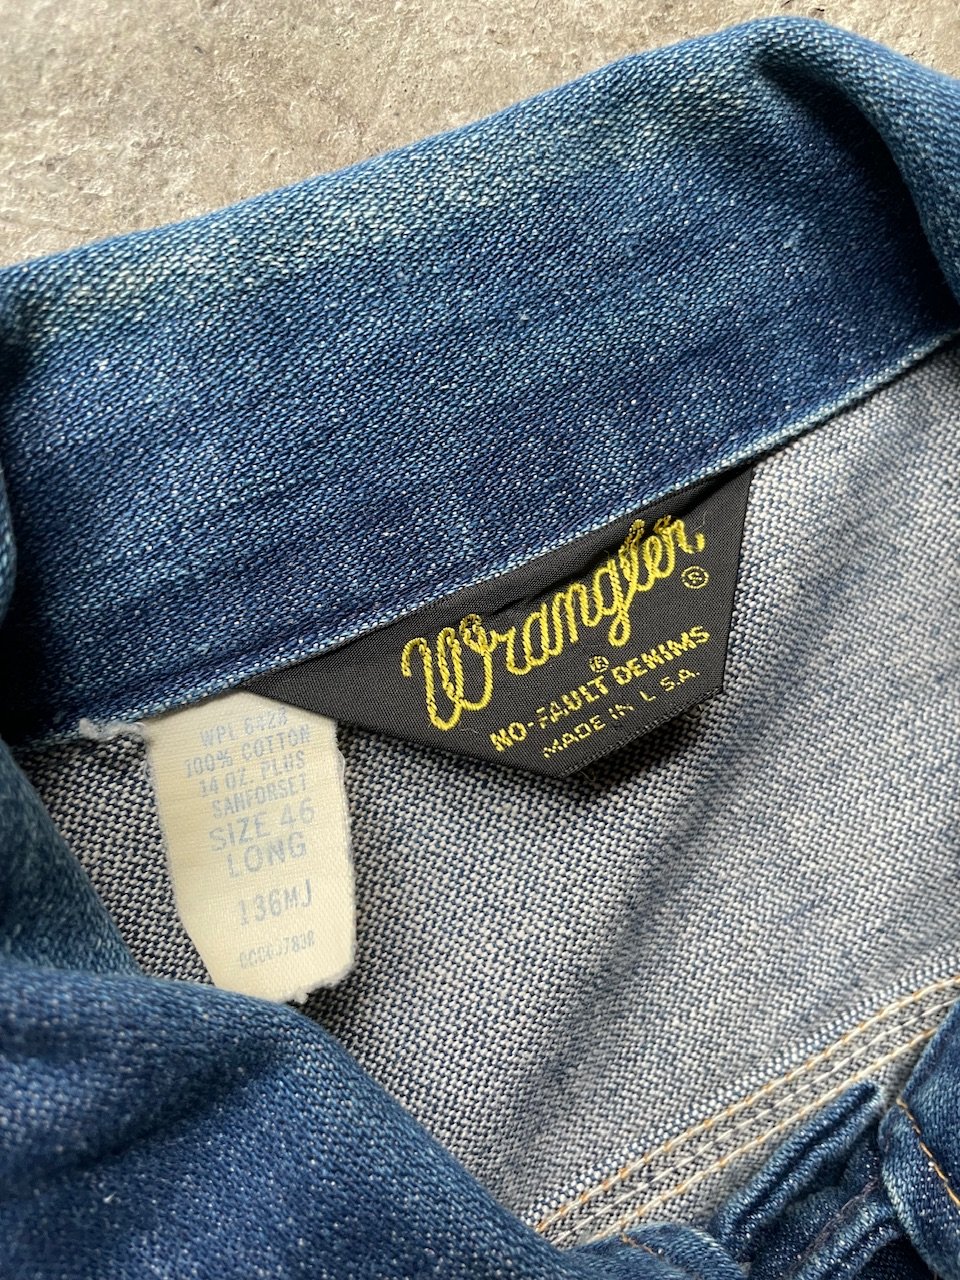 Wrangler
Ⓢ
®
NO-FAULT DENIMS
MADE IN U.S.A.
WPL 6428
100% COTTON
14 OZ. PLUS
SANFORSET
SIZE 46
LONG
136MJ